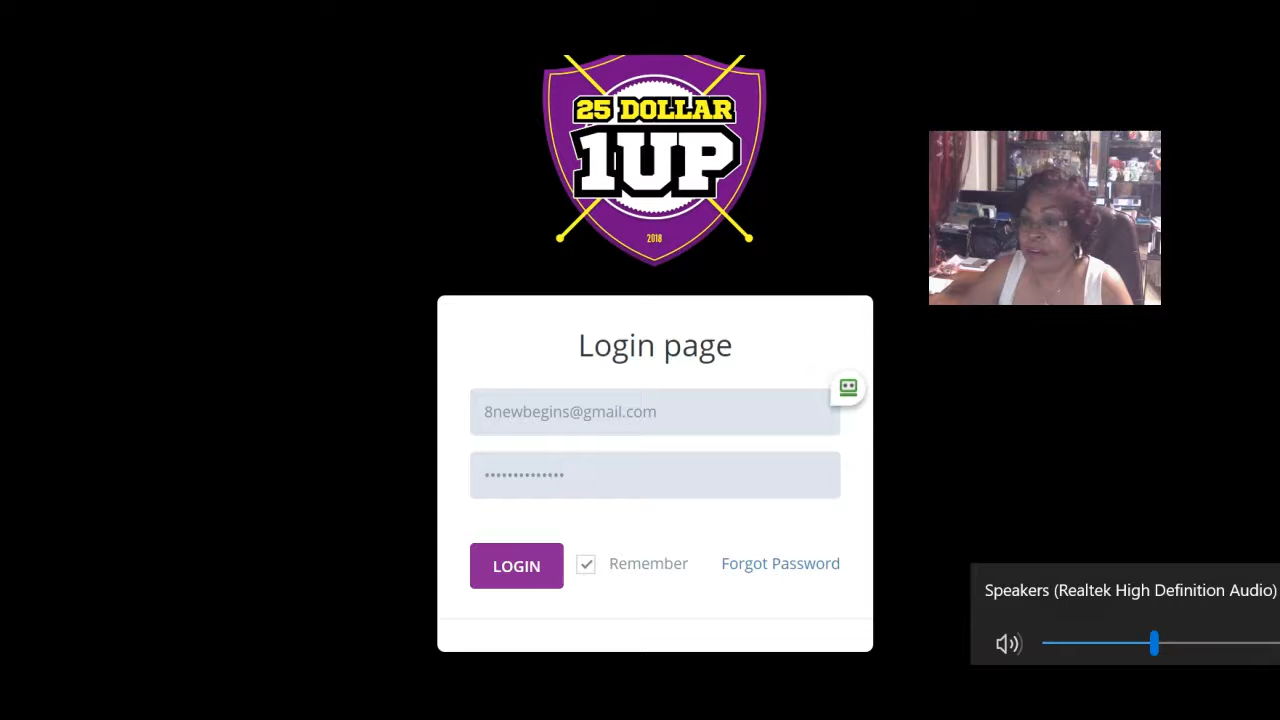 25 DOLLAR
1UP
2018
Login page
8newbegins@gmail.com
••••••••••••••
LOGIN
Remember
Forgot Password
Speakers (Realtek High Definition Audio)